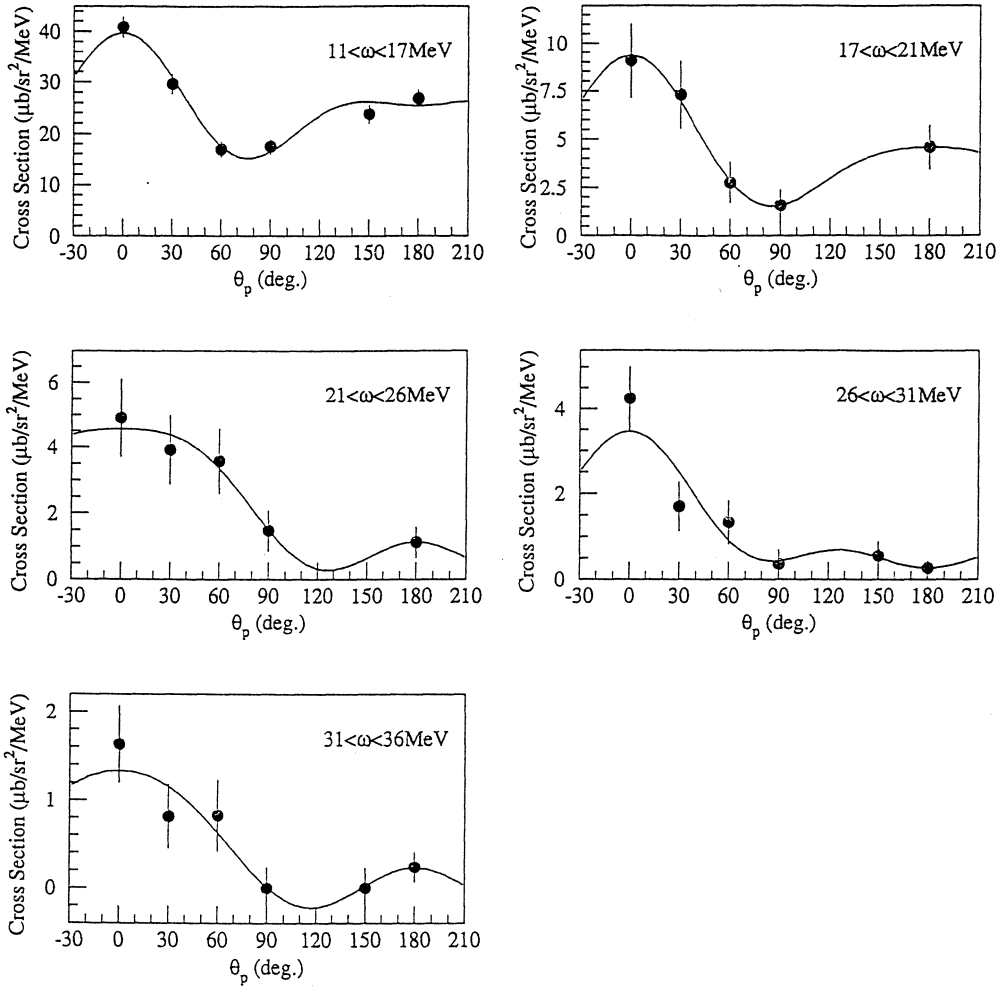 Cross Section (μb/sr²/MeV)
40
30
20
10
0
11<ω<17MeV
-30 0 30 60 90 120 150 180 210
θp (deg.)
Cross Section (μb/sr²/MeV)
10
7.5
5
2.5
0
17<ω<21MeV
-30 0 30 60 90 120 150 180 210
θp (deg.)
Cross Section (μb/sr²/MeV)
6
4
2
0
21<ω<26MeV
-30 0 30 60 90 120 150 180 210
θp (deg.)
Cross Section (μb/sr²/MeV)
4
2
0
26<ω<31MeV
-30 0 30 60 90 120 150 180 210
θp (deg.)
Cross Section (μb/sr²/MeV)
2
1
0
31<ω<36MeV
-30 0 30 60 90 120 150 180 210
θp (deg.)